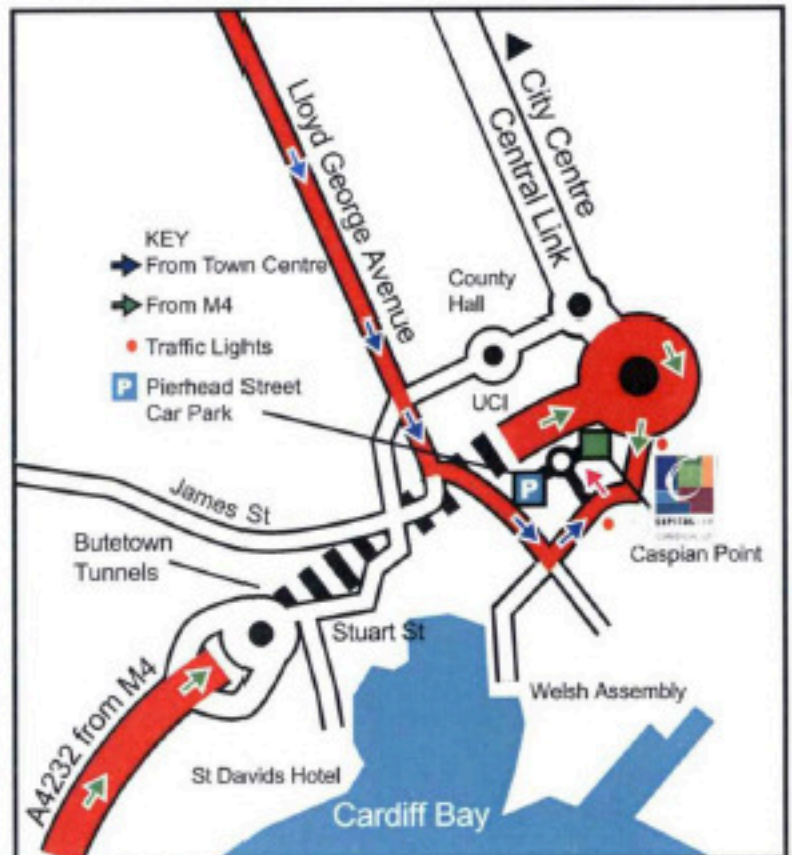 City Centre
Central Link
Lloyd George Avenue
KEY
From Town Centre
From M4
Traffic Lights
P Pierhead Street
Car Park
County
Hall
UCI
P
James St
Butetown
Tunnels
Caspian Point
Stuart St
Welsh Assembly
A4232 from M4
St Davids Hotel
Cardiff Bay